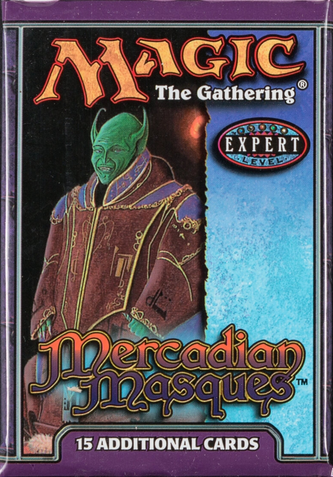 MAGIC
The Gathering®
EXPERT
LEVEL
Mercadian
Masques™
15 ADDITIONAL CARDS